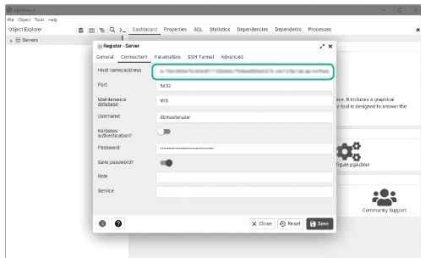 File Object Tools Help
Object Explorer
Dashboard Properties SQL Statistics Dependencies Dependents Processes
Servers
Register - Server
General Connection Parameters SSH Tunnel Advanced
Host name/address
Port
5432
Maintenance
database
Username
Kerberos
authentication?
Password
Save password?
Role
Service
Close Reset Save
Community Support